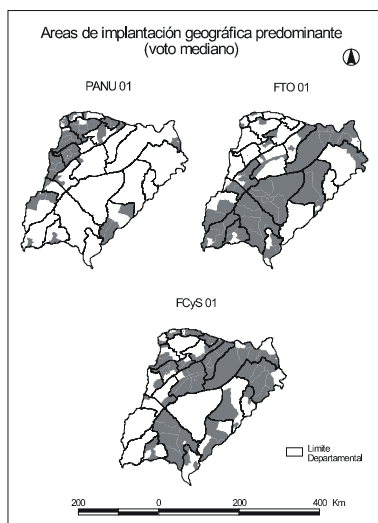 Areas de implantación geográfica predominante
(voto mediano)
PANU 01
FTO 01
FCyS 01
Limite
Departamental
200 0 200 400 Km